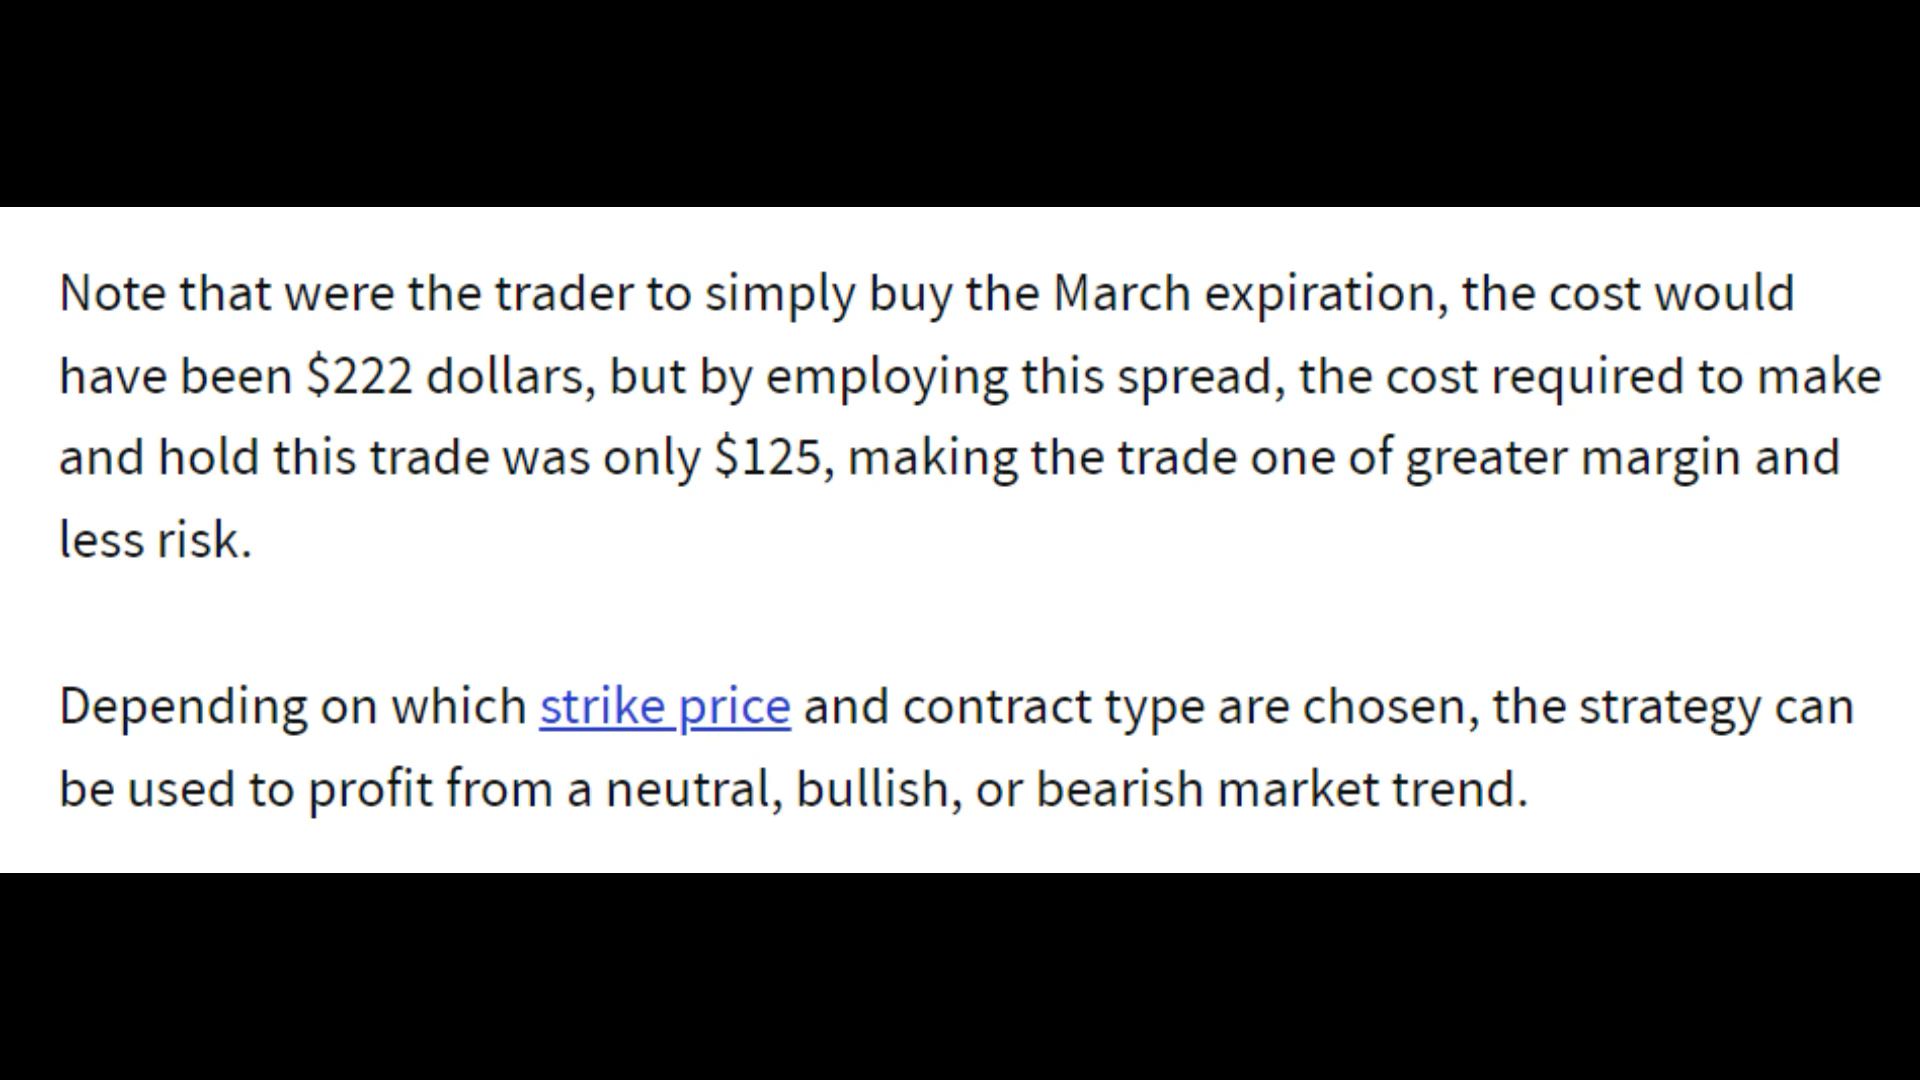 Note that were the trader to simply buy the March expiration, the cost would
have been $222 dollars, but by employing this spread, the cost required to make
and hold this trade was only $125, making the trade one of greater margin and
less risk.
Depending on which strike price and contract type are chosen, the strategy can
be used to profit from a neutral, bullish, or bearish market trend.